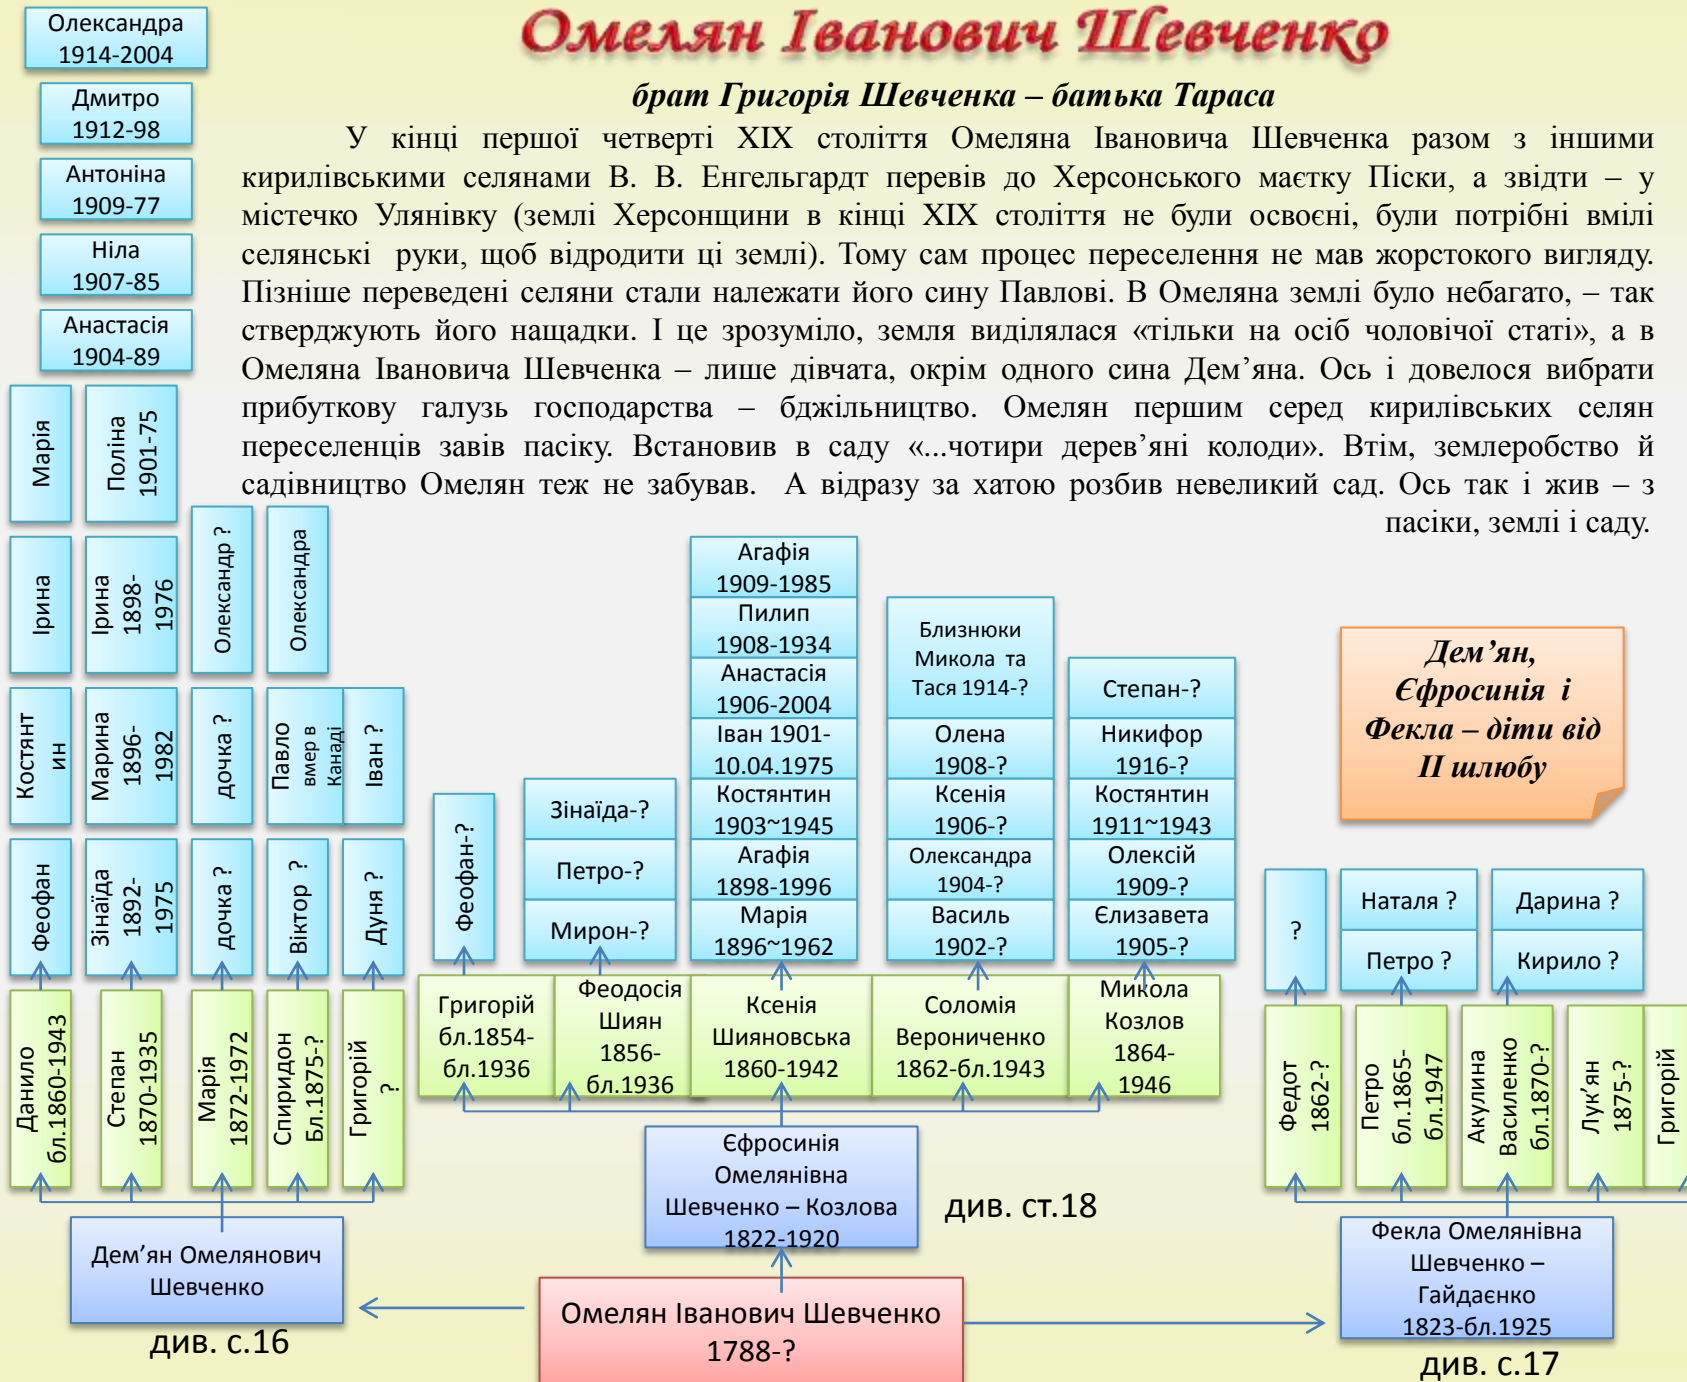 Омелян Іванович Шевченко
брат Григорія Шевченка – батька Тараса
У кінці першої четверті XIX століття Омеляна Івановича Шевченка разом з іншими
кирилівськими селянами В. В. Енгельгардт перевів до Херсонського маєтку Піски, а звідти – у
містечко Улянівку (землі Херсонщини в кінці XIX століття не були освоєні, були потрібні вмілі
селянські руки, щоб відродити ці землі). Тому сам процес переселення не мав жорстокого вигляду.
Пізніше переведені селяни стали належати його сину Павлові. В Омеляна землі було небагато, – так
стверджують його нащадки. І це зрозуміло, земля виділялася «тільки на осіб чоловічої статі», а в
Омеляна Івановича Шевченка – лише дівчата, окрім одного сина Дем’яна. Ось і довелося вибрати
прибуткову галузь господарства – бджільництво. Омелян першим серед кирилівських селян
переселенців завів пасіку. Встановив в саду «...чотири дерев’яні колоди». Втім, землеробство й
садівництво Омелян теж не забував. А відразу за хатою розбив невеликий сад. Ось так і жив – з
пасіки, землі і саду.
Олександра
1914-2004
Дмитро
1912-98
Антоніна
1909-77
Ніла
1907-85
Анастасія
1904-89
Марія
Поліна
1901-75
Ірина
Ірина
1898-
1976
Олександр ?
Олександра
Костянт
ин
Марина
1896-
1982
дочка ?
Павло
вмер в
Канаді
Іван ?
Феофан
Зінаїда
1892-
1975
дочка ?
Віктор ?
Дуня ?
Данило
бл.1860-1943
Степан
1870-1935
Марія
1872-1972
Спиридон
Бл.1875-?
Григорій
?
Дем’ян Омелянович
Шевченко
див. с.16
Феофан-?
Зінаїда-?
Петро-?
Мирон-?
Агафія
1909-1985
Пилип
1908-1934
Анастасія
1906-2004
Іван 1901-
10.04.1975
Костянтин
1903~1945
Агафія
1898-1996
Марія
1896~1962
Близнюки
Микола та
Тася 1914-?
Олена
1908-?
Ксенія
1906-?
Олександра
1904-?
Василь
1902-?
Степан-?
Никифор
1916-?
Костянтин
1911~1943
Олексій
1909-?
Єлизавета
1905-?
Григорій
бл.1854-
бл.1936
Феодосія
Шиян
1856-
бл.1936
Ксенія
Шияновська
1860-1942
Соломія
Верониченко
1862-бл.1943
Микола
Козлов
1864-
1946
Єфросинія
Омелянівна
Шевченко – Козлова
1822-1920
див. ст.18
Омелян Іванович Шевченко
1788-?
Дем’ян,
Єфросинія і
Фекла – діти від
II шлюбу
?
Наталя ?
Петро ?
Дарина ?
Кирило ?
Федот
1862-?
Петро
бл.1865-
бл.1947
Акулина
Василенко
бл.1870-?
Лук’ян
1875-?
Григорій
Фекла Омелянівна
Шевченко –
Гайдаєнко
1823-бл.1925
див. с.17